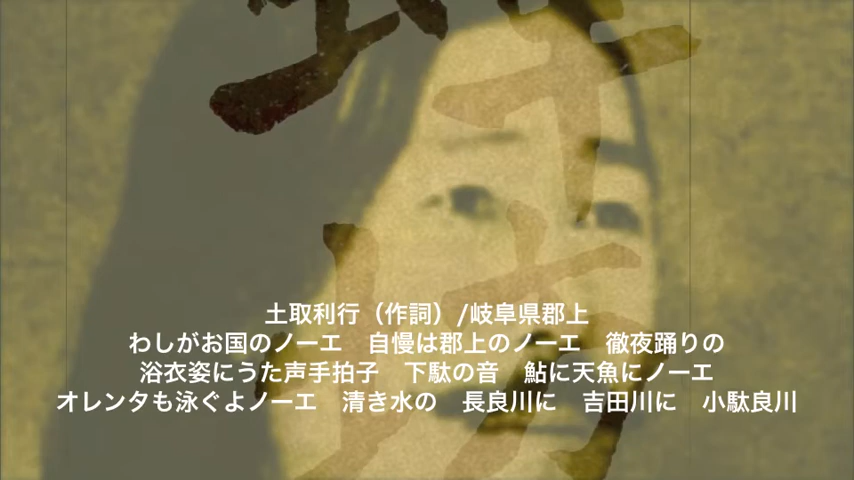 土取利行（作詞）/岐阜県郡上
わしがお国のノーエ　自慢は郡上のノーエ　徹夜踊りの
浴衣姿にうた声手拍子　下駄の音　鮎に天魚にノーエ
オレンタも泳ぐよノーエ　清き水の　長良川に　吉田川に　小駄良川